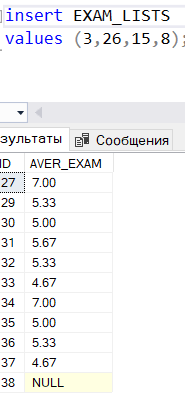 insert EXAM_LISTS
values (3,26,15,8);
езультаты Сообщения
ID AVER_EXAM
27 7.00
29 5.33
30 5.00
31 5.67
32 5.33
33 4.67
34 7.00
35 5.00
36 5.33
37 4.67
38 NULL